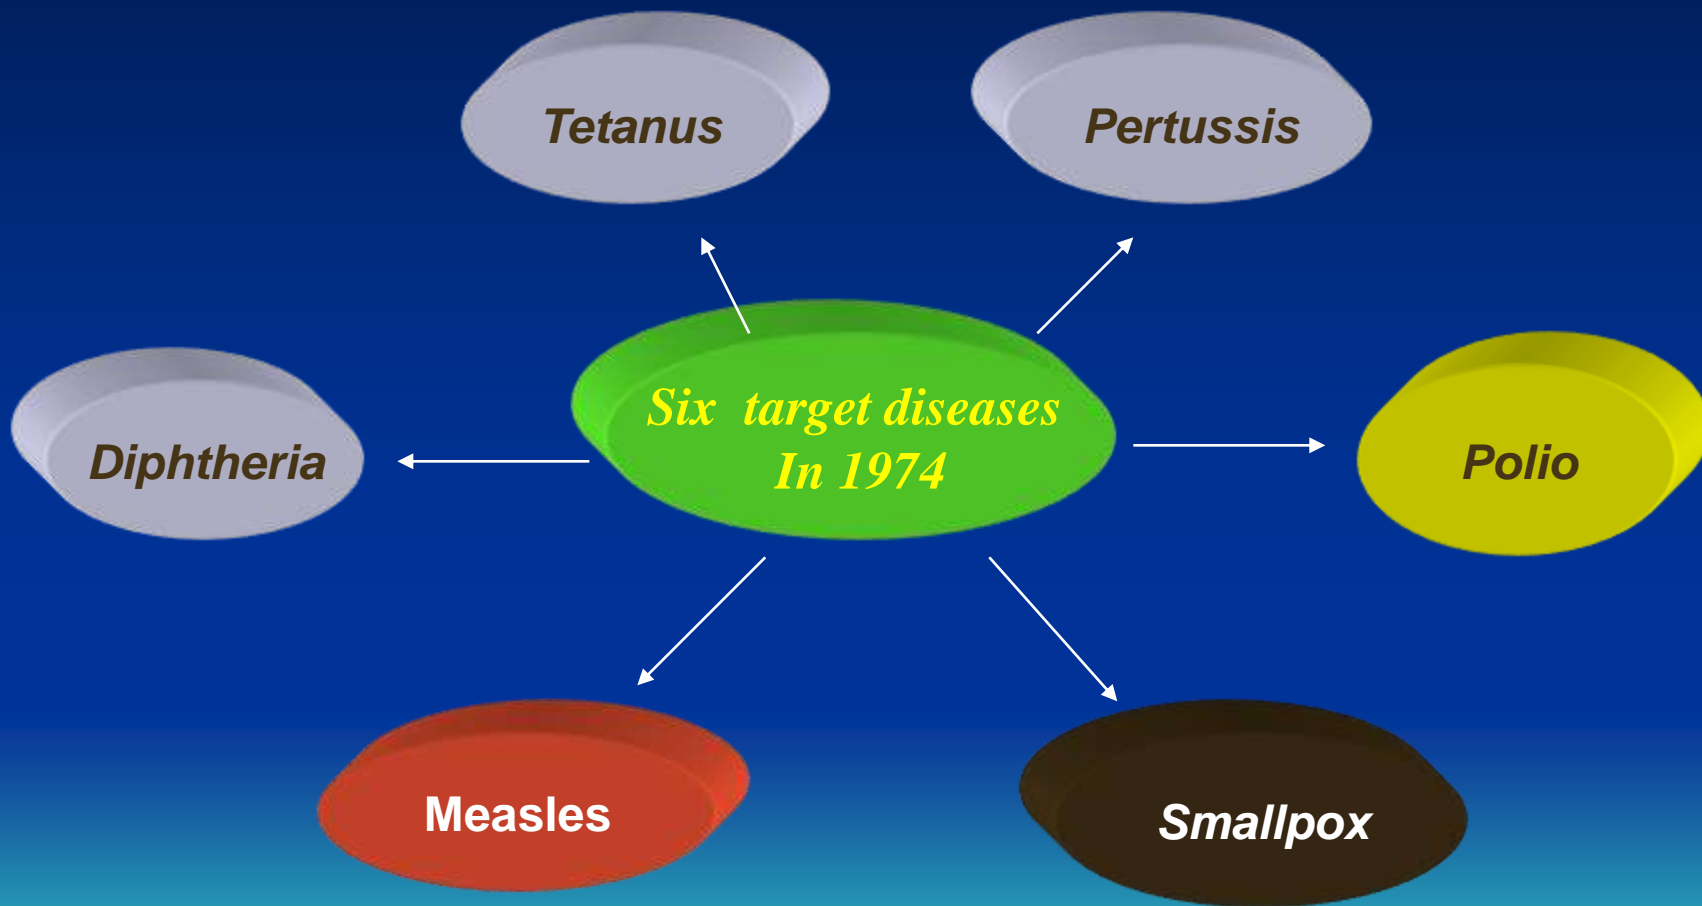 Tetanus
Pertussis
Six target diseases
In 1974
Diphtheria
Polio
Measles
Smallpox